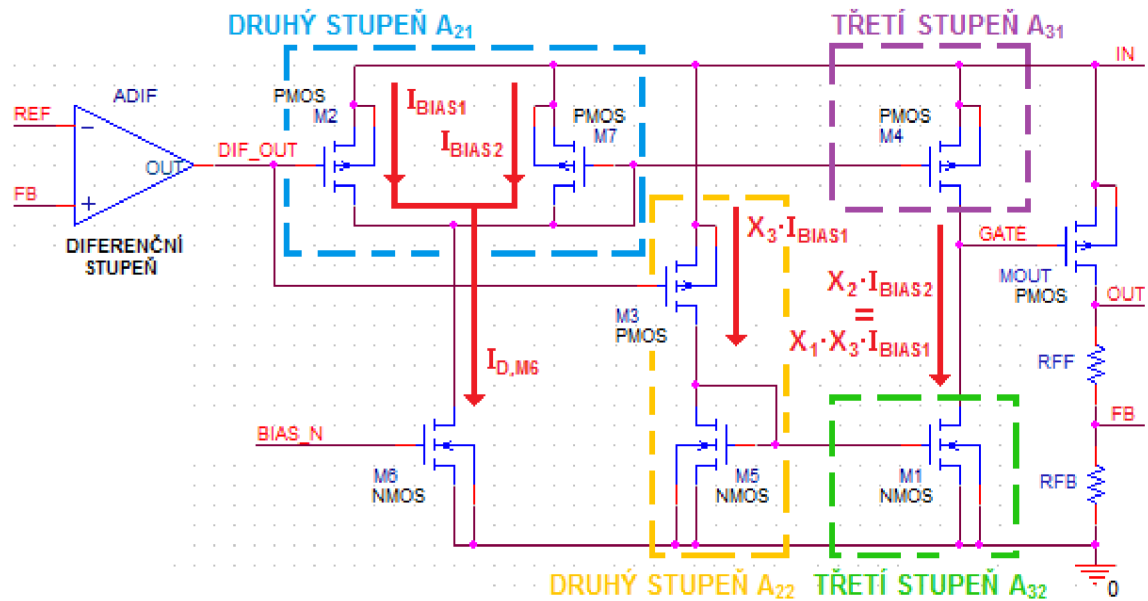 DRUHÝ STUPEŇ A21
TŘETÍ STUPEŇ A31
IN
ADIF
PMOS
M2
IBIAS1
IBIAS2
PMOS
M7
PMOS
M4
REF
DIF_OUT
OUT
FB
DIFERENČNÍ
STUPEŇ
X3·IBIAS1
GATE
MOUT
PMOS
OUT
M3
PMOS
X2·IBIAS2
=
X1·X3·IBIAS1
ID,M6
RFF
FB
BIAS_N
M6
NMOS
M5
NMOS
M1
NMOS
RFB
DRUHÝ STUPEŇ A22
TŘETÍ STUPEŇ A32
0